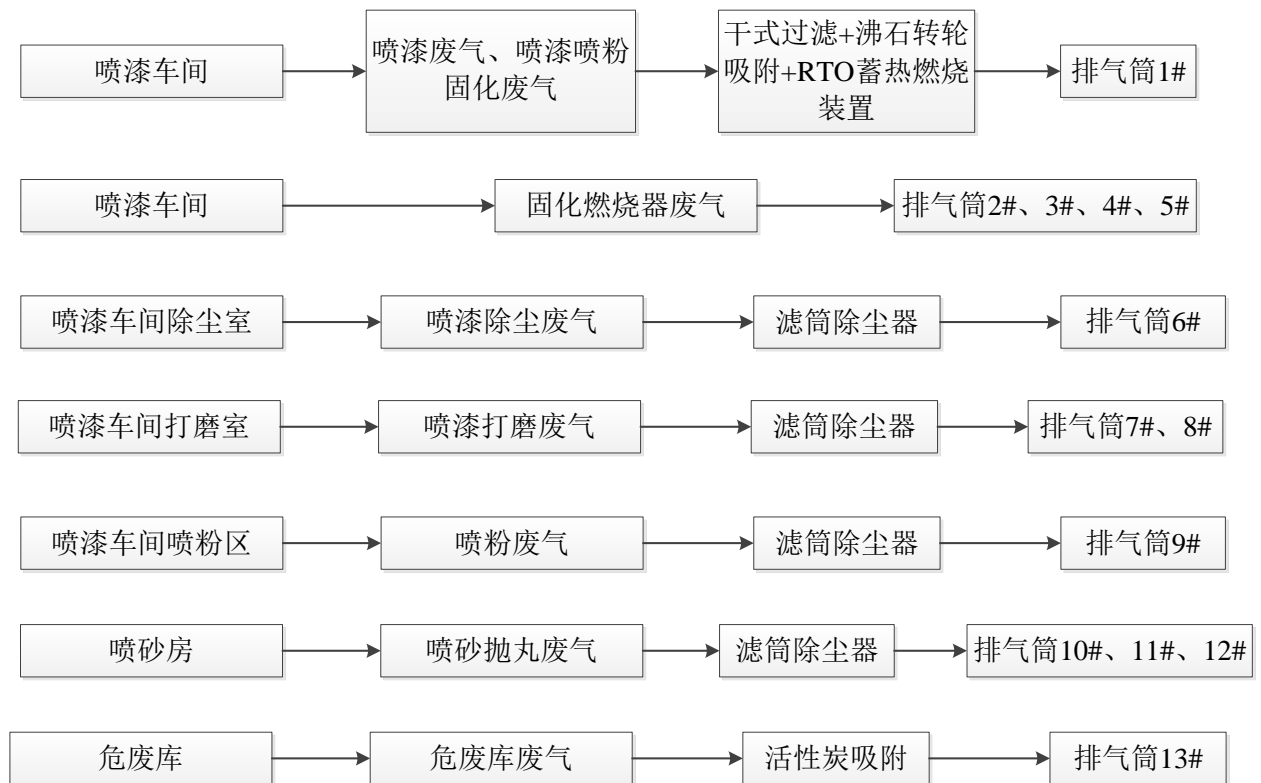 喷漆车间
喷漆废气、喷漆喷粉
固化废气
干式过滤+沸石转轮
吸附+RTO蓄热燃烧
装置
排气筒1#
喷漆车间
固化燃烧器废气
排气筒2#、3#、4#、5#
喷漆车间除尘室
喷漆除尘废气
滤筒除尘器
排气筒6#
喷漆车间打磨室
喷漆打磨废气
滤筒除尘器
排气筒7#、8#
喷漆车间喷粉区
喷粉废气
滤筒除尘器
排气筒9#
喷砂房
喷砂抛丸废气
滤筒除尘器
排气筒10#、11#、12#
危废库
危废库废气
活性炭吸附
排气筒13#